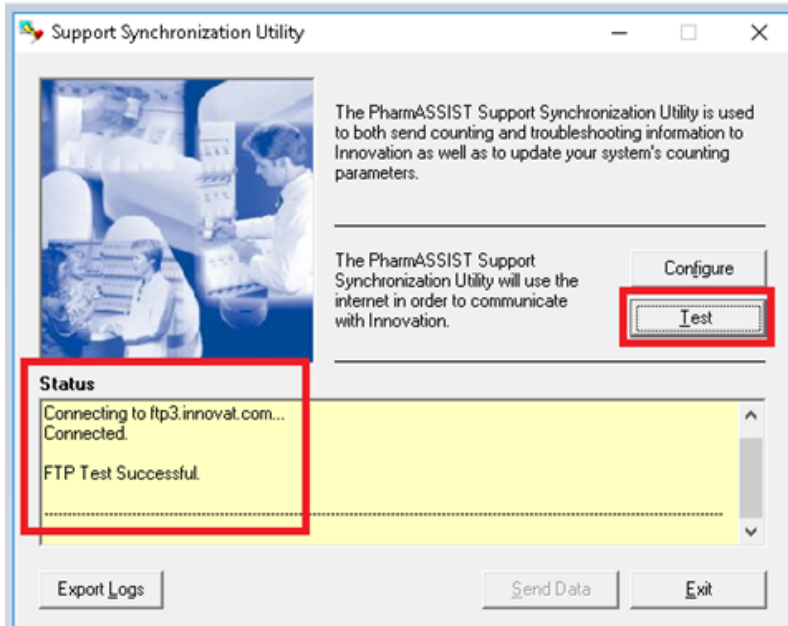 Support Synchronization Utility
The PharmASSIST Support Synchronization Utility is used
to both send counting and troubleshooting information to
Innovation as well as to update your system's counting
parameters.
The PharmASSIST Support
Synchronization Utility will use the
internet in order to communicate
with Innovation.
Configure
Test
Status
Connecting to ftp3.innovat.com...
Connected.
FTP Test Successful.
Export Logs
Send Data
Exit